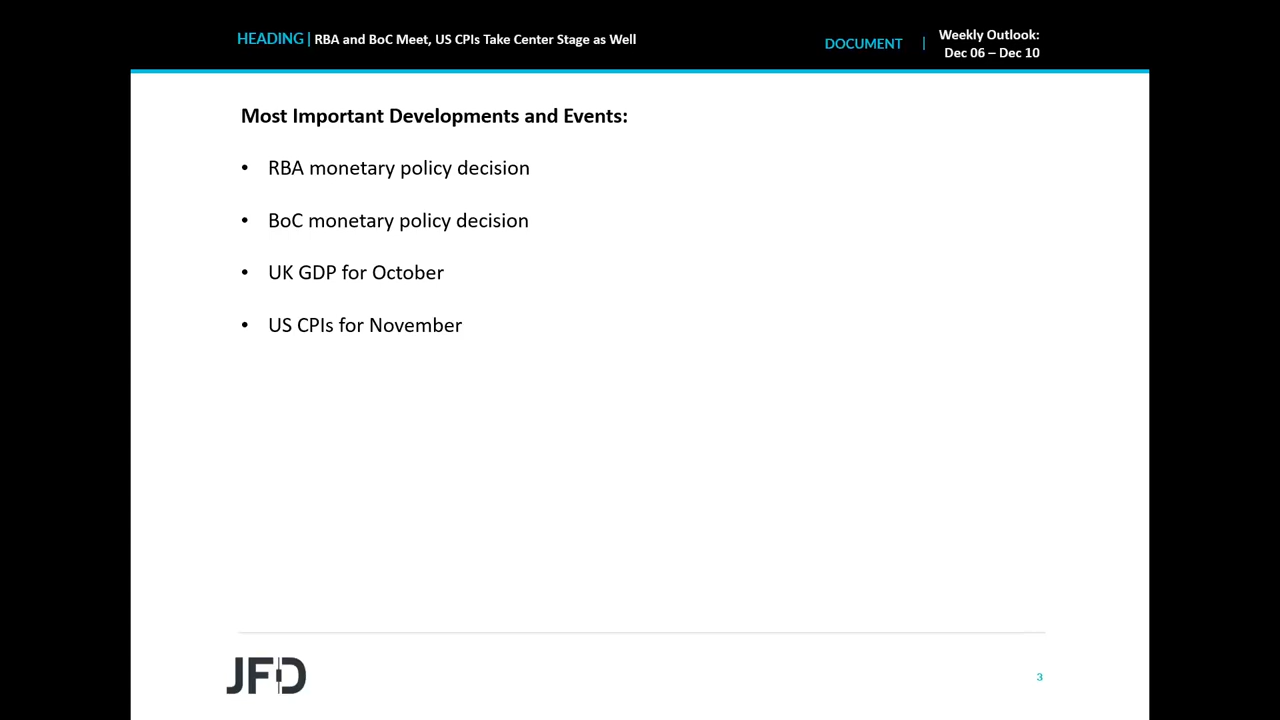 HEADING | RBA and BoC Meet, US CPIs Take Center Stage as Well
DOCUMENT | Weekly Outlook:
Dec 06 – Dec 10
Most Important Developments and Events:
• RBA monetary policy decision
• BoC monetary policy decision
• UK GDP for October
• US CPIs for November
JFD
3